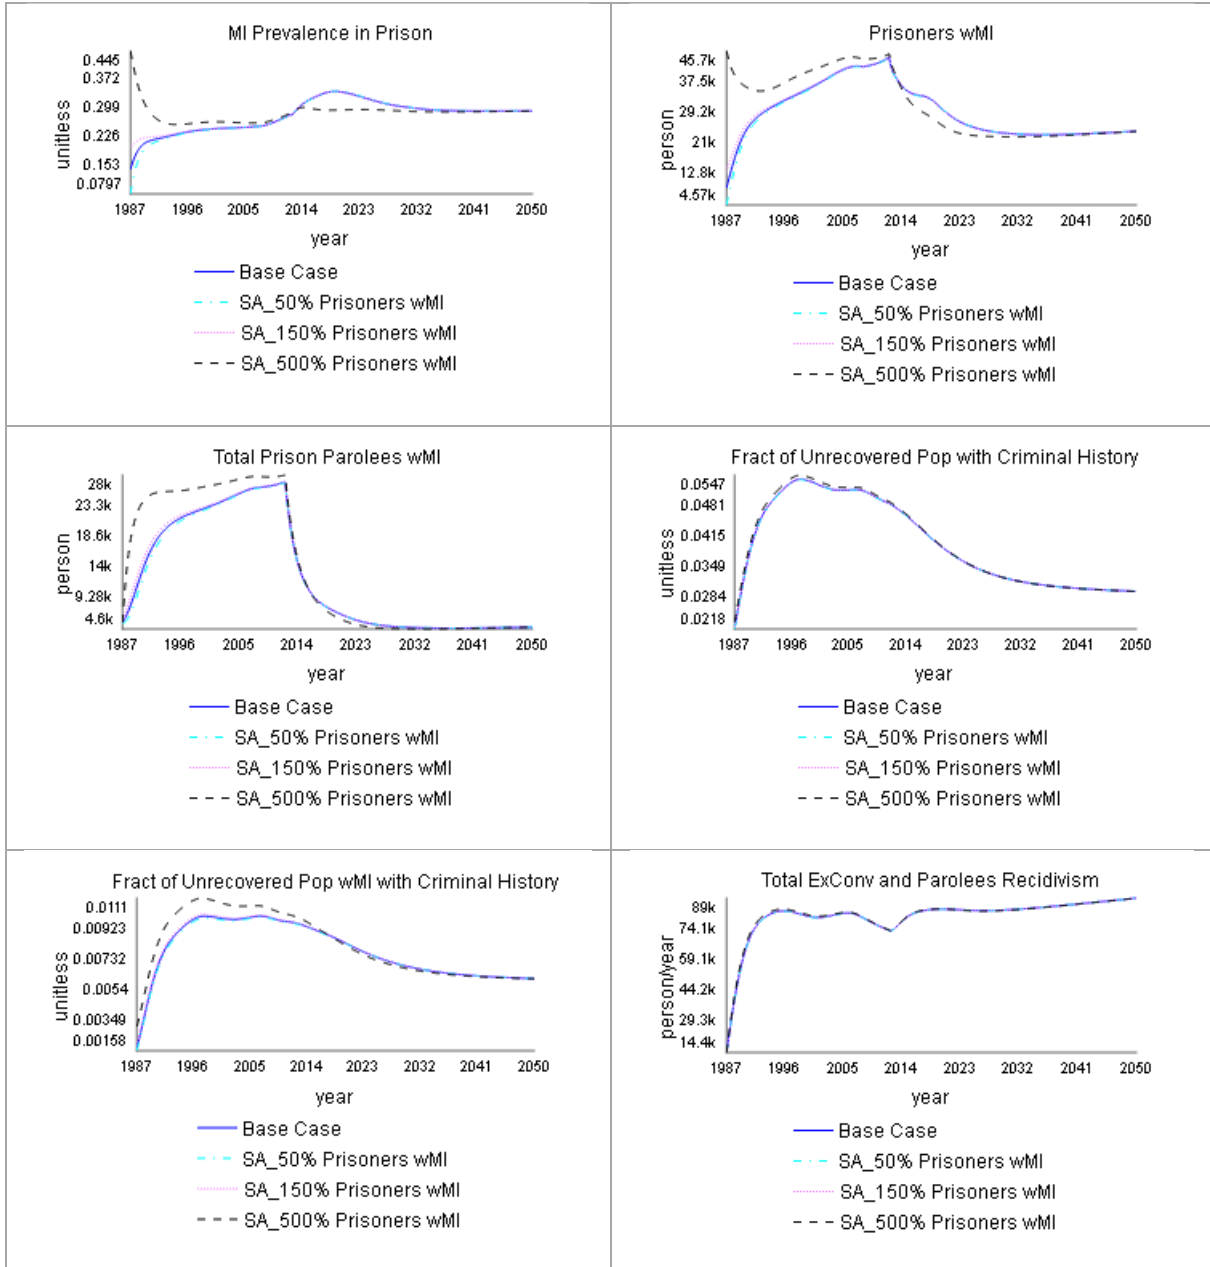 MI Prevalence in Prison
0.445
0.372
0.299
0.226
0.153
0.0797
unitless
1987 1996 2005 2014 2023 2032 2041 2050
year
Base Case
SA_50% Prisoners wMI
SA_150% Prisoners wMI
SA_500% Prisoners wMI
Prisoners wMI
45.7k
37.5k
29.2k
21k
12.8k
4.57k
person
1987 1996 2005 2014 2023 2032 2041 2050
year
Base Case
SA_50% Prisoners wMI
SA_150% Prisoners wMI
SA_500% Prisoners wMI
Total Prison Parolees wMI
28k
23.3k
18.6k
14k
9.28k
4.6k
person
1987 1996 2005 2014 2023 2032 2041 2050
year
Base Case
SA_50% Prisoners wMI
SA_150% Prisoners wMI
SA_500% Prisoners wMI
Fract of Unrecovered Pop with Criminal History
0.0547
0.0481
0.0415
0.0349
0.0284
0.0218
unitless
1987 1996 2005 2014 2023 2032 2041 2050
year
Base Case
SA_50% Prisoners wMI
SA_150% Prisoners wMI
SA_500% Prisoners wMI
Fract of Unrecovered Pop wMI with Criminal History
0.0111
0.00923
0.00732
0.0054
0.00349
0.00158
unitless
1987 1996 2005 2014 2023 2032 2041 2050
year
Base Case
SA_50% Prisoners wMI
SA_150% Prisoners wMI
SA_500% Prisoners wMI
Total ExConv and Parolees Recidivism
89k
74.1k
59.1k
44.2k
29.3k
14.4k
person/year
1987 1996 2005 2014 2023 2032 2041 2050
year
Base Case
SA_50% Prisoners wMI
SA_150% Prisoners wMI
SA_500% Prisoners wMI